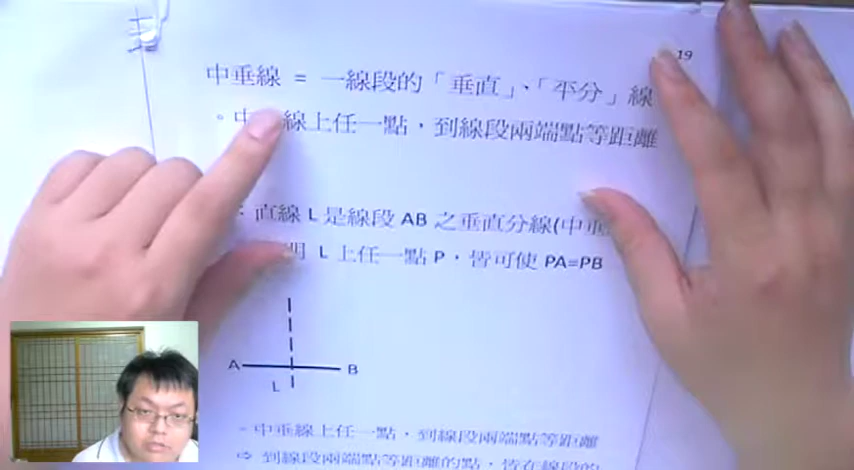 19
中垂線 = 一線段的「垂直」、「平分」線
。中線上任一點，到線段兩端點等距離
: 直線 L 是線段 AB 之垂直分線(中垂
明 L 上任一點 P，皆可使 PA=PB
A B
L
中垂線上任一點，到線段兩端點等距離
⇨ 到線段兩端點等距離的點，皆在線段的